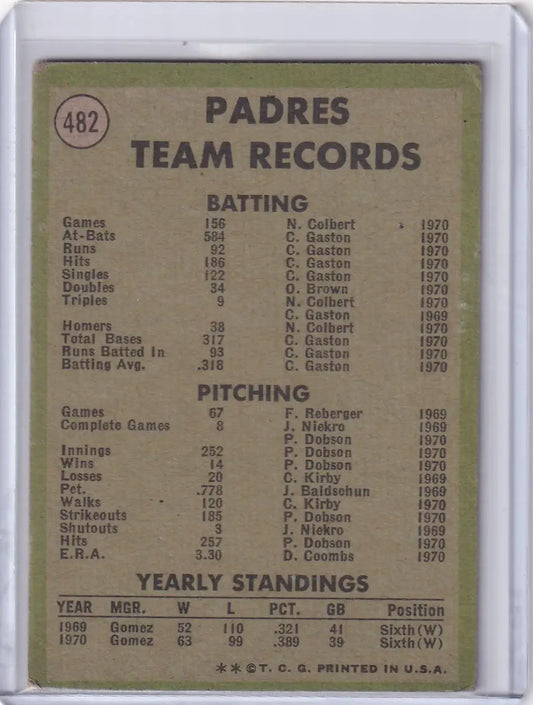 482
PADRES
TEAM RECORDS
BATTING
Games 156 N. Colbert 1970
At-Bats 584 C. Gaston 1970
Runs 92 C. Gaston 1970
Hits 186 C. Gaston 1970
Singles 122 C. Gaston 1970
Doubles 34 O. Brown 1970
Triples 9 N. Colbert 1970
C. Gaston 1969
Homers 38 N. Colbert 1970
Total Bases 317 C. Gaston 1970
Runs Batted In 93 C. Gaston 1970
Batting Avg. .318 C. Gaston 1970
PITCHING
Games 67 F. Reberger 1969
Complete Games 8 J. Niekro 1969
P. Dobson 1970
Innings 252 P. Dobson 1970
Wins 14 P. Dobson 1970
Losses 20 C. Kirby 1969
Pct. .778 J. Baldschun 1969
Walks 120 C. Kirby 1970
Strikeouts 185 P. Dobson 1970
Shutouts 3 J. Niekro 1969
Hits 257 P. Dobson 1970
E.R.A. 3.30 D. Coombs 1970
YEARLY STANDINGS
YEAR MGR. W L PCT. GB Position
1969 Gomez 52 110 .321 41 Sixth (W)
1970 Gomez 63 99 .389 39 Sixth (W)
**©T. C. G. PRINTED IN U.S.A.